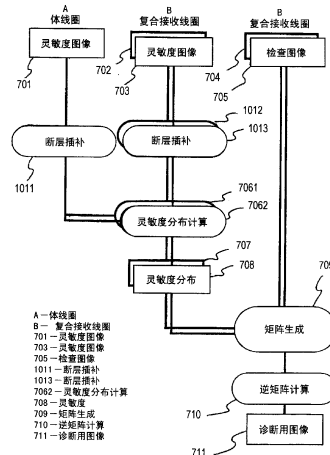 A
体线圈
B
复合接收线圈
B
复合接收线圈
灵敏度图像
701
702
灵敏度图像
703
704
检查图像
705
断层插补
1011
1012
断层插补
1013
7061
灵敏度分布计算
7062
707
灵敏度分布
708
709
矩阵生成
逆矩阵计算
710
诊断用图像
711
A—体线圈
B— 复合接收线圈
701—灵敏度图像
703—灵敏度图像
705—检查图像
1011—断层插补
1013—断层插补
7062—灵敏度分布计算
708—灵敏度
709—矩阵生成
710—逆矩阵计算
711—诊断用图像